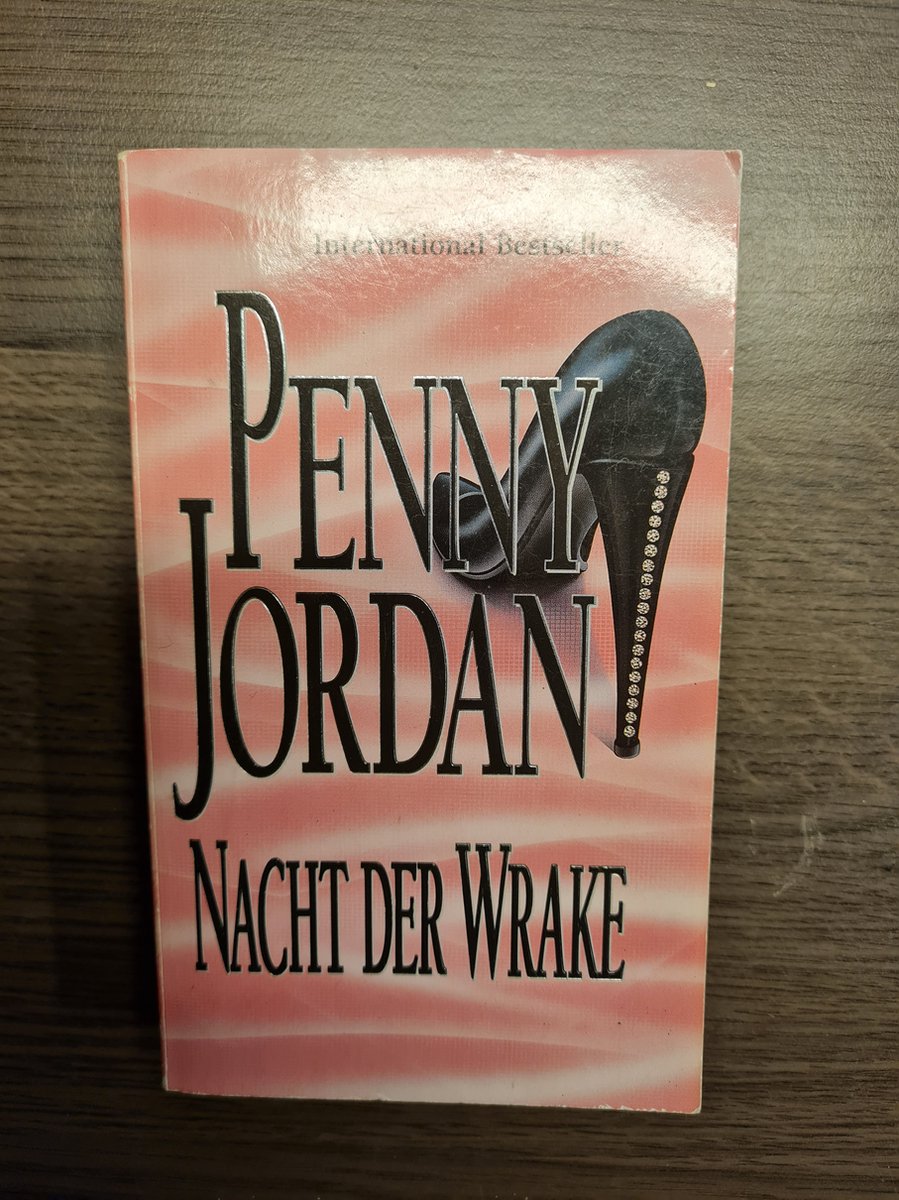 International Bestseller
PENNY
JORDAN
NACHT DER WRAKE